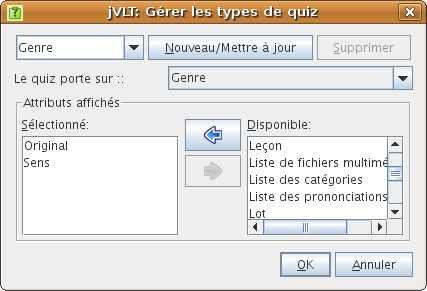 jVLT: Gérer les types de quiz
Genre Nouveau/Mettre à jour Supprimer
Le quiz porte sur :: Genre
Attributs affichés
Sélectionné: Disponible:
Original
Sens
Leçon
Liste de fichiers multimé
Liste des catégories
Liste des prononciations
Lot
OK Annuler